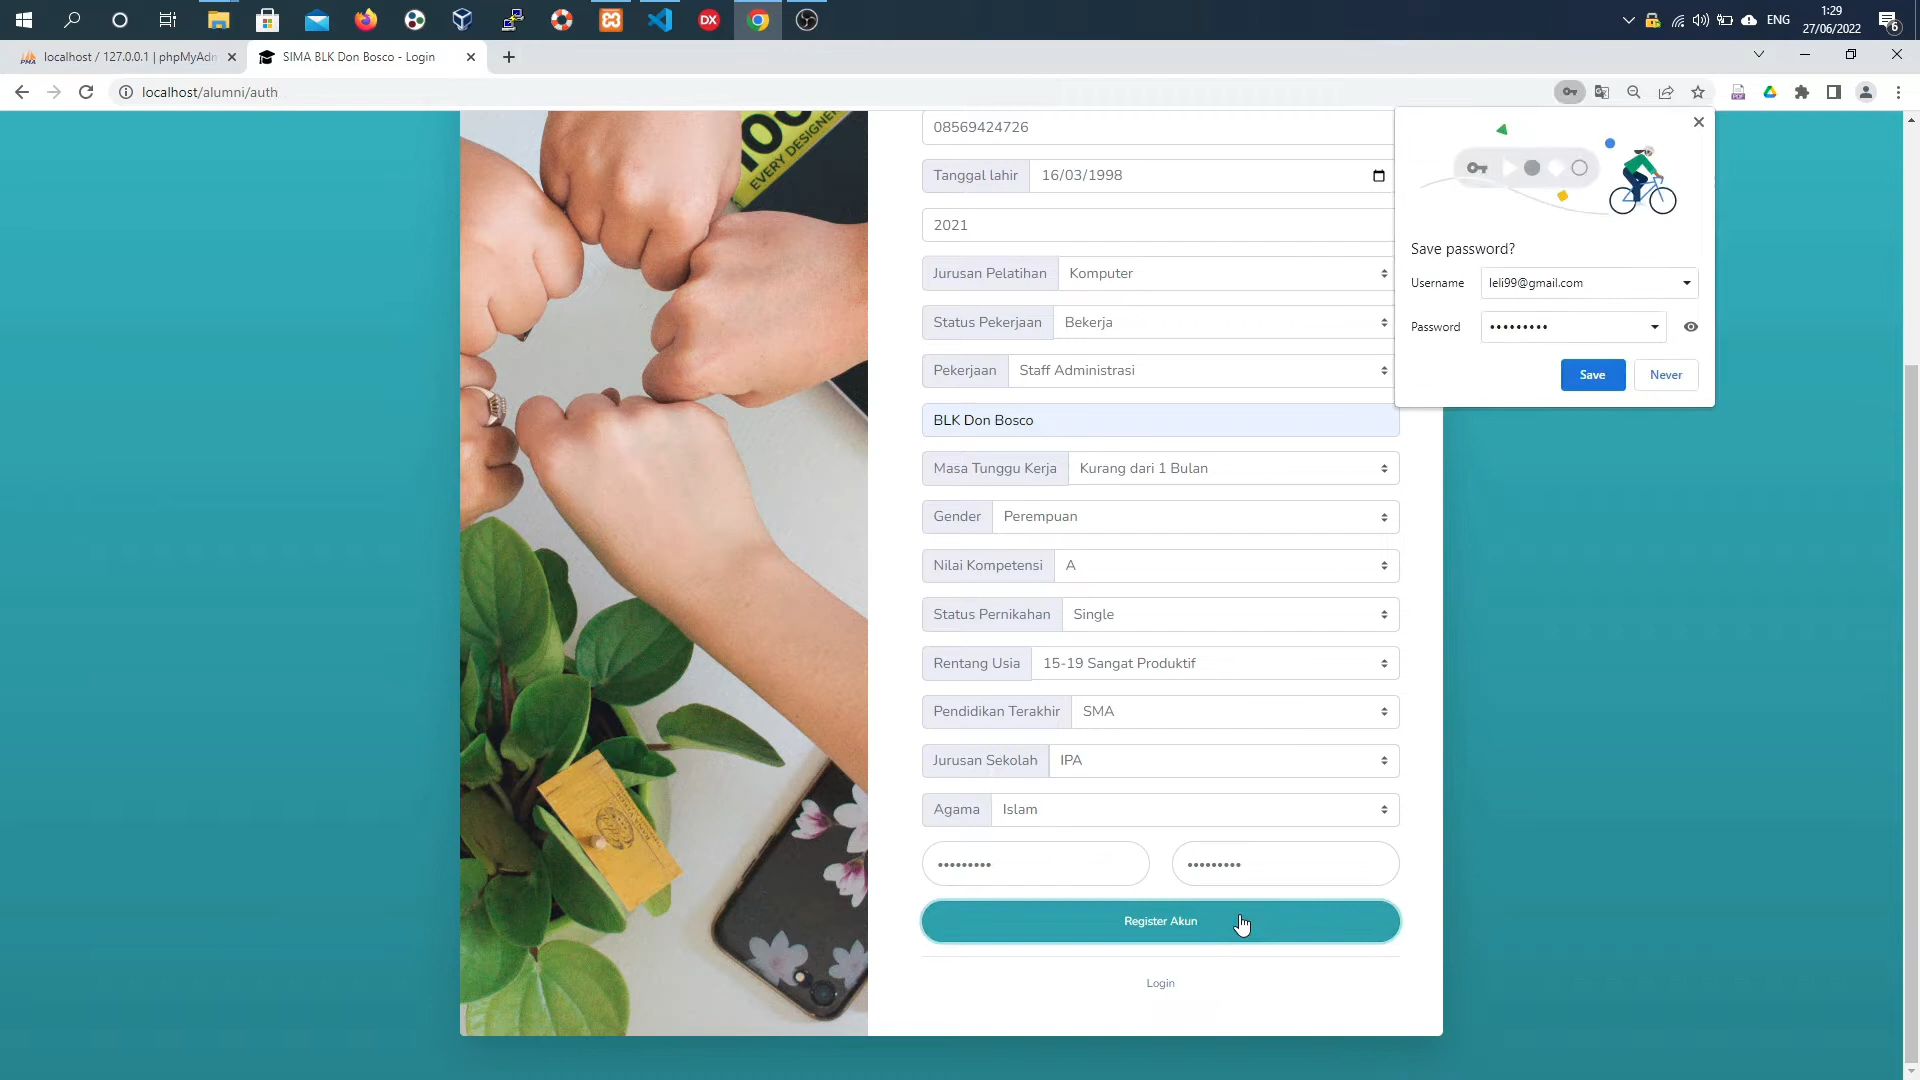 ENG
1:29
27/06/2022
6
localhost / 127.0.0.1 | phpMyAdn
SIMA BLK Don Bosco - Login
localhost/alumni/auth
EVERY DESIGNER
08569424726
Tanggal lahir 16/03/1998
2021
Jurusan Pelatihan Komputer
Status Pekerjaan Bekerja
Pekerjaan Staff Administrasi
BLK Don Bosco
Masa Tunggu Kerja Kurang dari 1 Bulan
Gender Perempuan
Nilai Kompetensi A
Status Pernikahan Single
Rentang Usia 15-19 Sangat Produktif
Pendidikan Terakhir SMA
Jurusan Sekolah IPA
Agama Islam
••••••••• •••••••••
Register Akun
Login
Save password?
Username leli99@gmail.com
Password •••••••••
Save Never